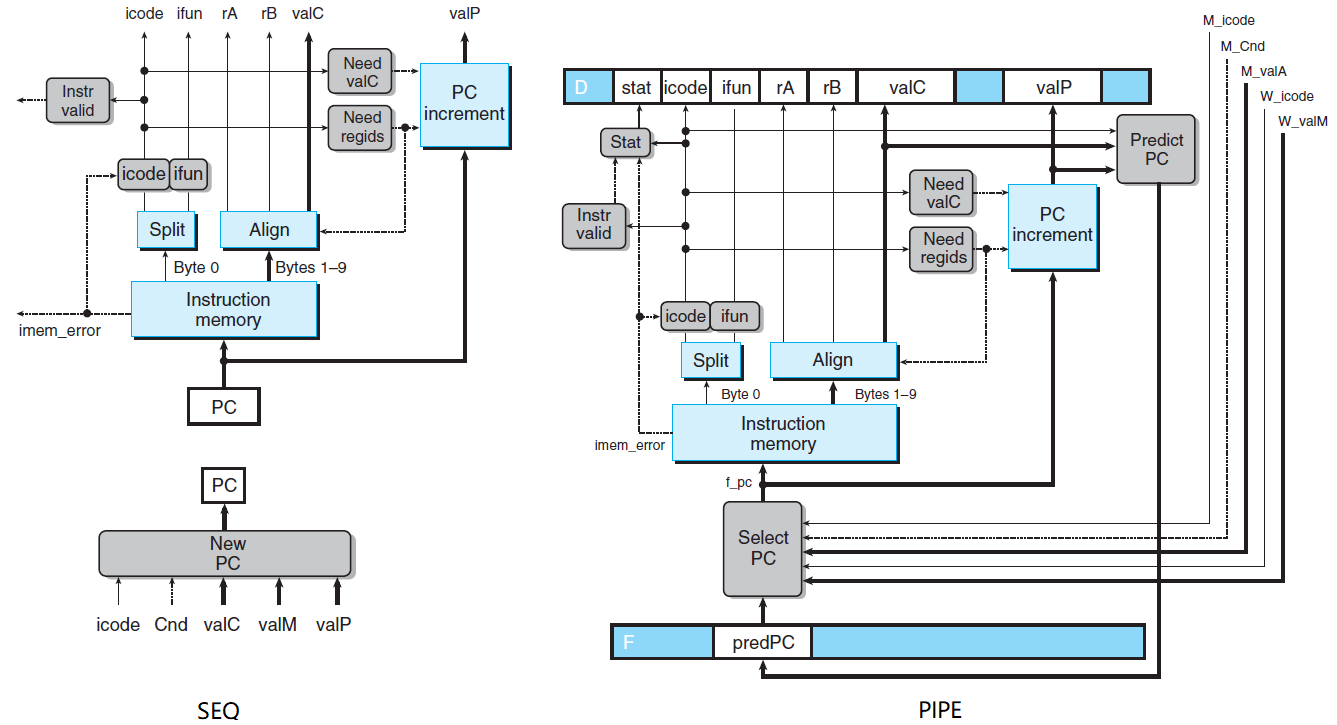 icode ifun rA rB valC valP
Need
valC
Instr
valid
PC
increment
Need
regids
icode ifun
Split
Align
Byte 0
Bytes 1–9
Instruction
memory
imem_error
PC
PC
New
PC
icode Cnd valC valM valP
SEQ
M_icode
M_Cnd
M_valA
W_icode
W_valM
D stat icode ifun rA rB valC valP
Stat
Predict
PC
Need
valC
Instr
valid
PC
increment
Need
regids
icode ifun
Split
Align
Byte 0
Bytes 1–9
Instruction
memory
imem_error
f_pc
Select
PC
F predPC
PIPE